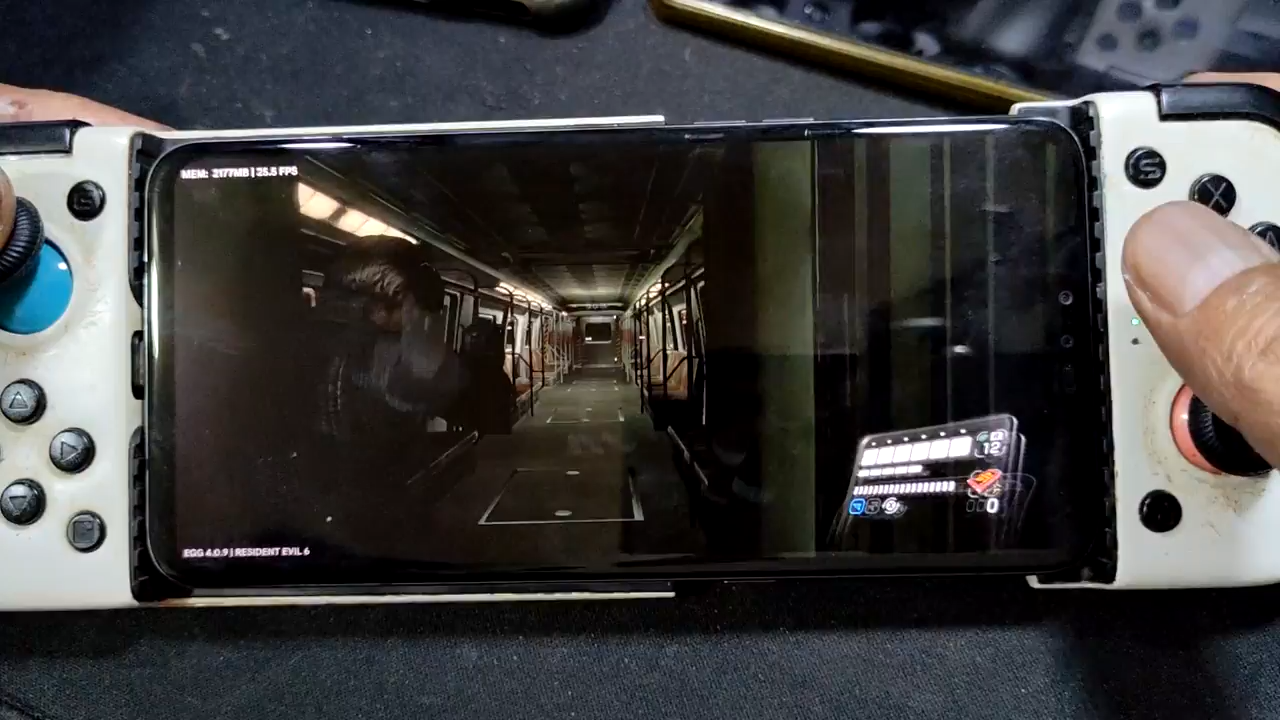 MEM: 2177MB | 25.5 FPS
S
X
12
0
EGG 4.0.9 | RESIDENT EVIL 6